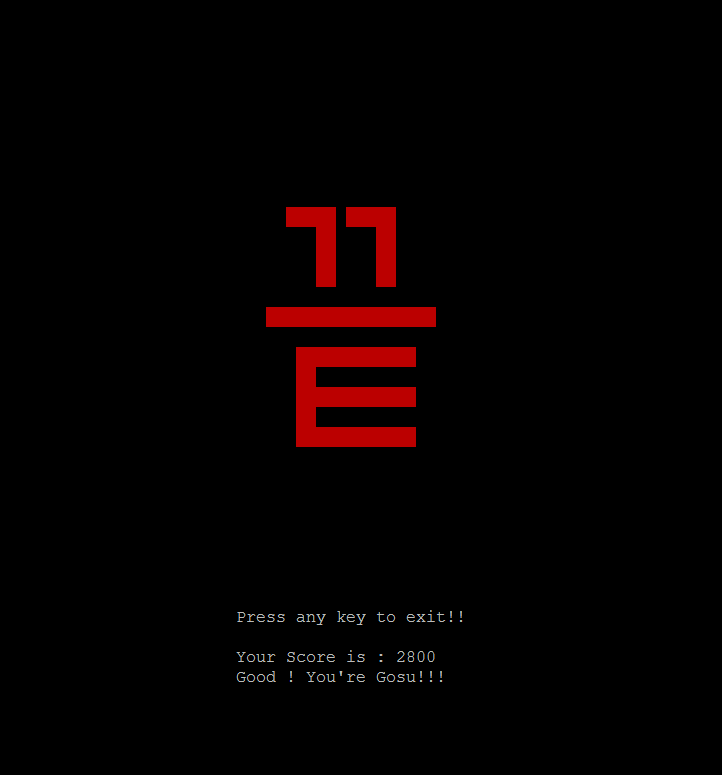 끝
Press any key to exit!!
Your Score is : 2800
Good ! You're Gosu!!!